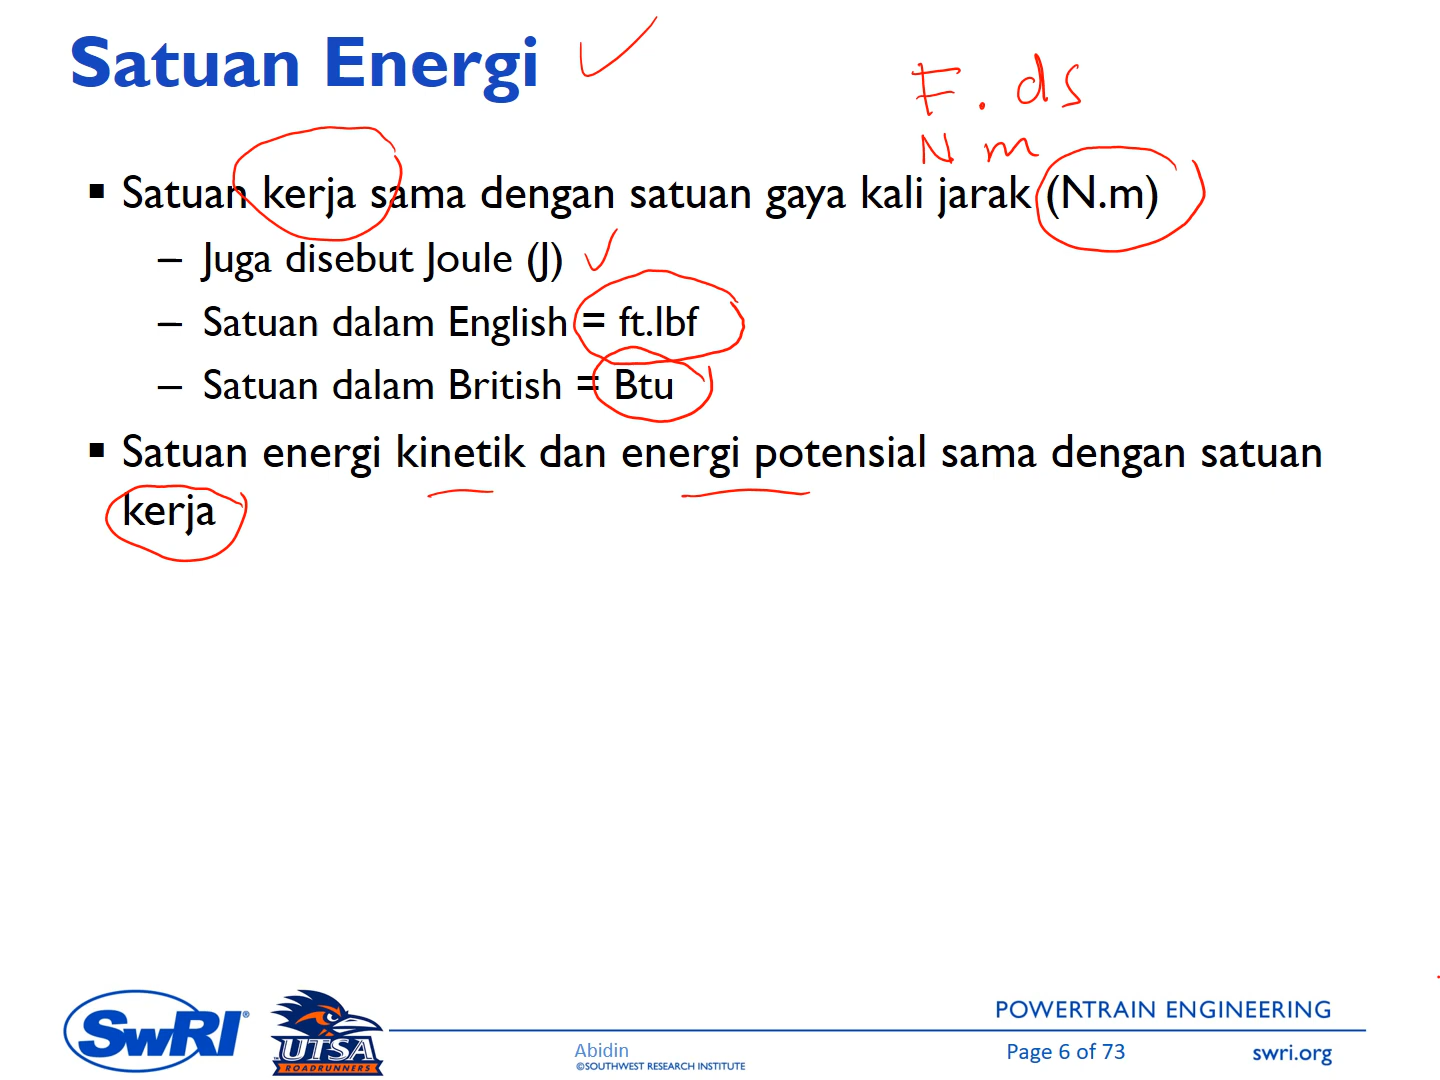 Satuan Energi
F. ds
N m
▪ Satuan kerja sama dengan satuan gaya kali jarak (N.m)
– Juga disebut Joule (J)
– Satuan dalam English = ft.lbf
– Satuan dalam British = Btu
▪ Satuan energi kinetik dan energi potensial sama dengan satuan
kerja
SwRI®
UTSA
ROADRUNNERS
POWERTRAIN ENGINEERING
Abidin
©SOUTHWEST RESEARCH INSTITUTE
Page 6 of 73
swri.org